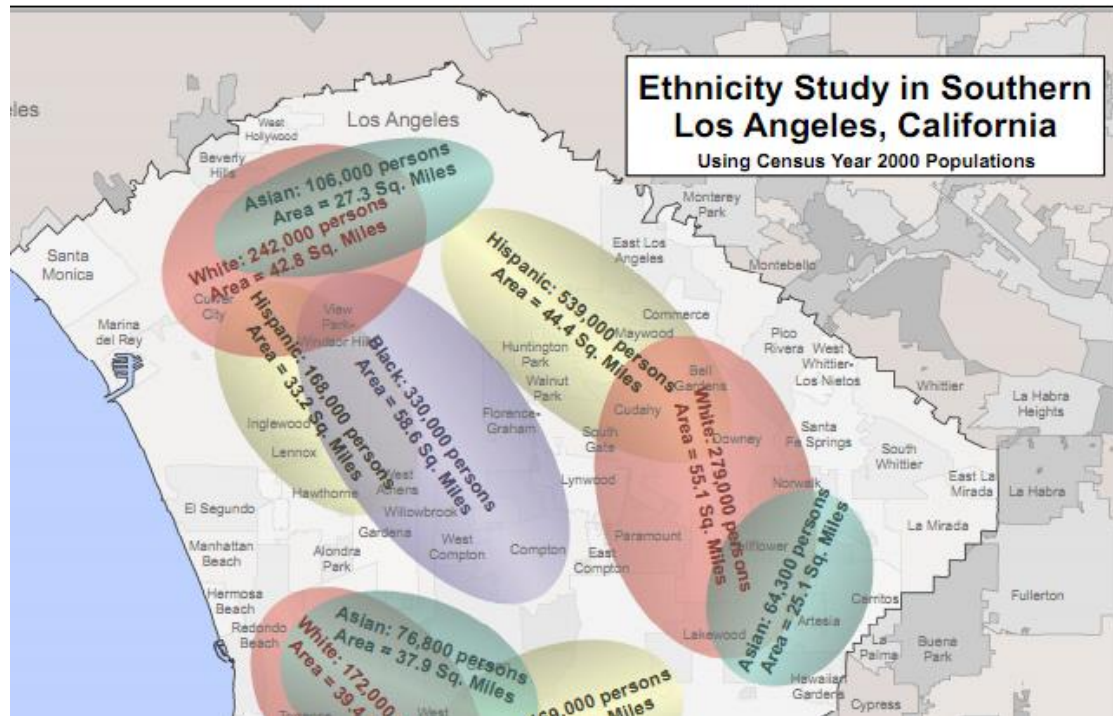 Ethnicity Study in Southern
Los Angeles, California
Using Census Year 2000 Populations
eles
West
Hollywood
Los Angeles
Beverly
Hills
Asian: 106,000 persons
Area = 27.3 Sq. Miles
White: 242,000 persons
Area = 42.8 Sq. Miles
Monterey
Park
Santa
Monica
East Los
Angeles
Montebello
Hispanic: 539,000 persons
Area = 44.4 Sq. Miles
Culver
City
View
Park-
Windsor Hills
Marina
del Rey
Commerce
Maywood
Hispanic: 168,000 persons
Area = 33.2 Sq. Miles
Black: 330,000 persons
Area = 58.6 Sq. Miles
Huntington
Park
Walnut
Park
Pico
Rivera
West
Whittier-
Los Nietos
Whittier
Bell
Gardens
La Habra
Heights
White: 279,000 persons
Area = 55.1 Sq. Miles
Cudahy
Florence-
Graham
South
Gate
Downey
Santa
Fe Springs
South
Whittier
Inglewood
Lennox
West
Athens
Lynwood
Norwalk
East La
Mirada
La Habra
Hawthorne
El Segundo
Willowbrook
Gardena
La Mirada
Manhattan
Beach
Alondra
Park
West
Compton
Compton
East
Compton
Paramount
Bellflower
Asian: 64,300 persons
Area = 25.1 Sq. Miles
Hermosa
Beach
Redondo
Beach
Cerritos
Artesia
Fullerton
Asian: 76,800 persons
Area = 37.9 Sq. Miles
White: 172,000
Area = 39.4
Lakewood
La
Palma
Buena
Park
Hawaiian
Gardens
Cypress
169,000 persons
Miles
West